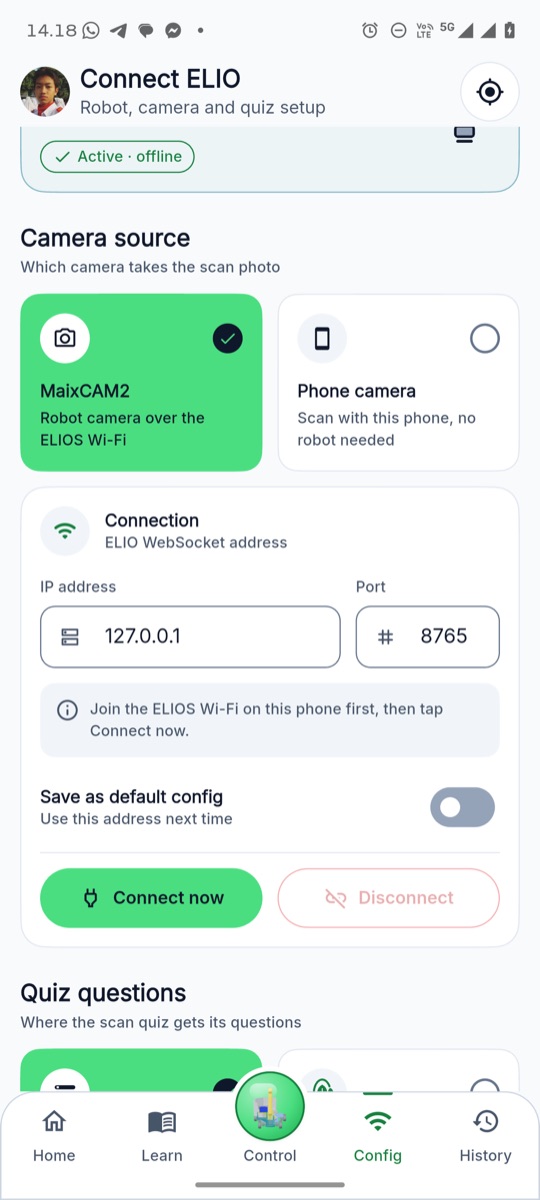 14.18
Vo
LTE
5G
Connect ELIO
Robot, camera and quiz setup
Active · offline
Camera source
Which camera takes the scan photo
MaixCAM2
Robot camera over the
ELIOS Wi-Fi
Phone camera
Scan with this phone, no
robot needed
Connection
ELIO WebSocket address
IP address
Port
127.0.0.1
# 8765
Join the ELIOS Wi-Fi on this phone first, then tap
Connect now.
Save as default config
Use this address next time
Connect now
Disconnect
Quiz questions
Where the scan quiz gets its questions
Home
Learn
Control
Config
History